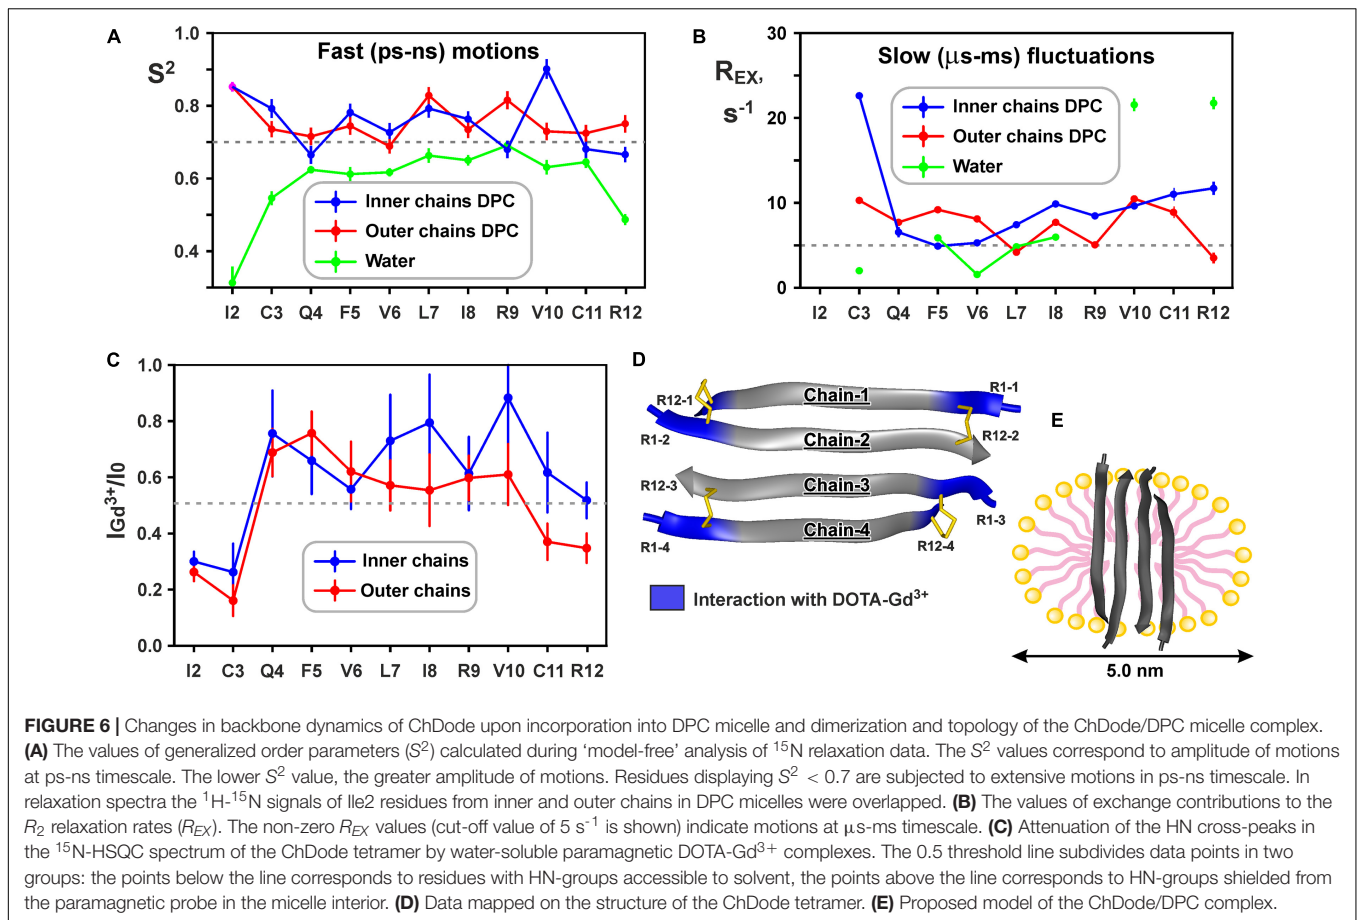 A
Fast (ps-ns) motions
S²
1.0
0.8
0.6
0.4
Inner chains DPC
Outer chains DPC
Water
I2 C3 Q4 F5 V6 L7 I8 R9 V10 C11 R12
B
Slow (μs-ms) fluctuations
R_EX,
s⁻¹
30
20
10
0
Inner chains DPC
Outer chains DPC
Water
I2 C3 Q4 F5 V6 L7 I8 R9 V10 C11 R12
C
IGd³⁺/I0
1.0
0.8
0.6
0.4
0.2
0.0
Inner chains
Outer chains
I2 C3 Q4 F5 V6 L7 I8 R9 V10 C11 R12
D
R12-1 Chain-1 R1-1
R1-2 Chain-2 R12-2
R12-3 Chain-3 R1-3
R1-4 Chain-4 R12-4
Interaction with DOTA-Gd³⁺
E
5.0 nm
FIGURE 6 | Changes in backbone dynamics of ChDode upon incorporation into DPC micelle and dimerization and topology of the ChDode/DPC micelle complex.
(A) The values of generalized order parameters (S²) calculated during ‘model-free’ analysis of ¹⁵N relaxation data. The S² values correspond to amplitude of motions
at ps-ns timescale. The lower S² value, the greater amplitude of motions. Residues displaying S² < 0.7 are subjected to extensive motions in ps-ns timescale. In
relaxation spectra the ¹H-¹⁵N signals of Ile2 residues from inner and outer chains in DPC micelles were overlapped. (B) The values of exchange contributions to the
R₂ relaxation rates (R_EX). The non-zero R_EX values (cut-off value of 5 s⁻¹ is shown) indicate motions at μs-ms timescale. (C) Attenuation of the HN cross-peaks in
the ¹⁵N-HSQC spectrum of the ChDode tetramer by water-soluble paramagnetic DOTA-Gd³⁺ complexes. The 0.5 threshold line subdivides data points in two
groups: the points below the line corresponds to residues with HN-groups accessible to solvent, the points above the line corresponds to HN-groups shielded from
the paramagnetic probe in the micelle interior. (D) Data mapped on the structure of the ChDode tetramer. (E) Proposed model of the ChDode/DPC complex.